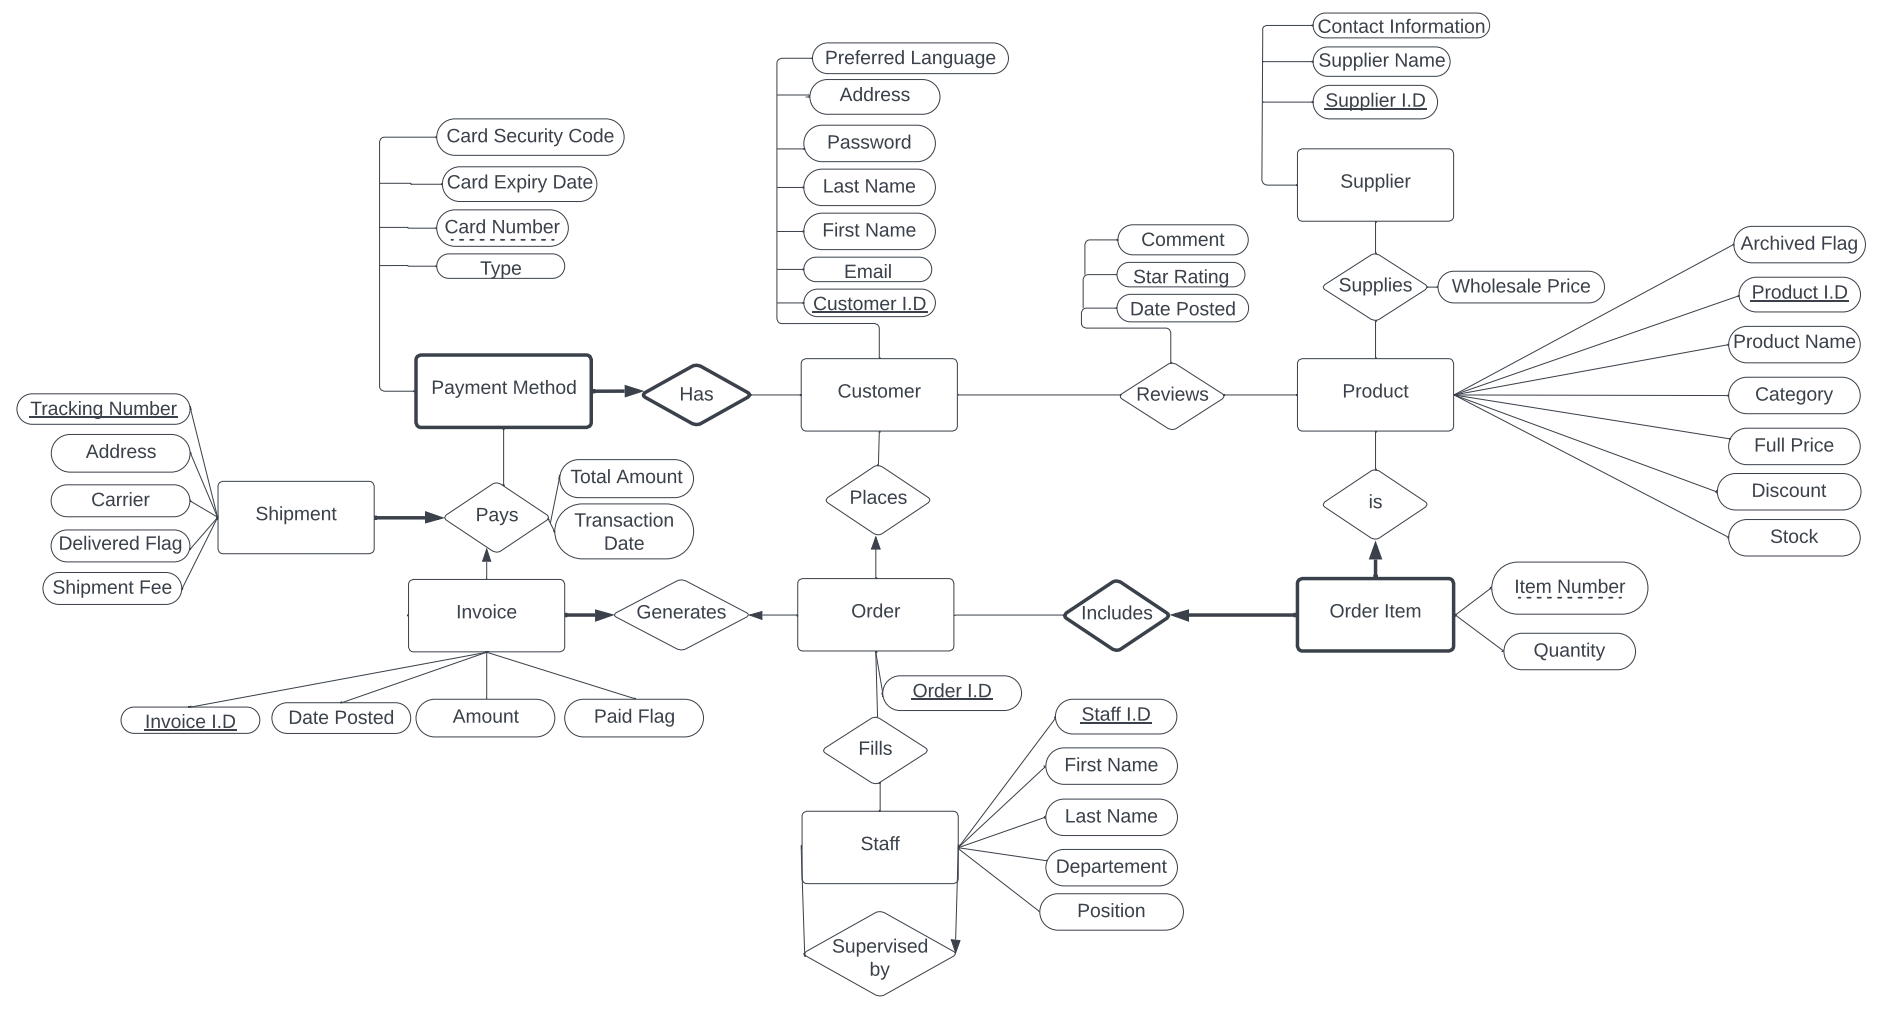 Contact Information
Supplier Name
Supplier I.D
Supplier
Preferred Language
Address
Password
Last Name
First Name
Email
Customer I.D
Card Security Code
Card Expiry Date
Card Number
Type
Comment
Star Rating
Date Posted
Supplies
Wholesale Price
Archived Flag
Product I.D
Product Name
Category
Full Price
Discount
Stock
Payment Method
Has
Customer
Reviews
Product
Tracking Number
Address
Carrier
Delivered Flag
Shipment Fee
Shipment
Pays
Total Amount
Transaction
Date
Places
is
Invoice
Generates
Order
Includes
Order Item
Item Number
Quantity
Invoice I.D
Date Posted
Amount
Paid Flag
Order I.D
Fills
Staff I.D
First Name
Last Name
Departement
Position
Staff
Supervised
by